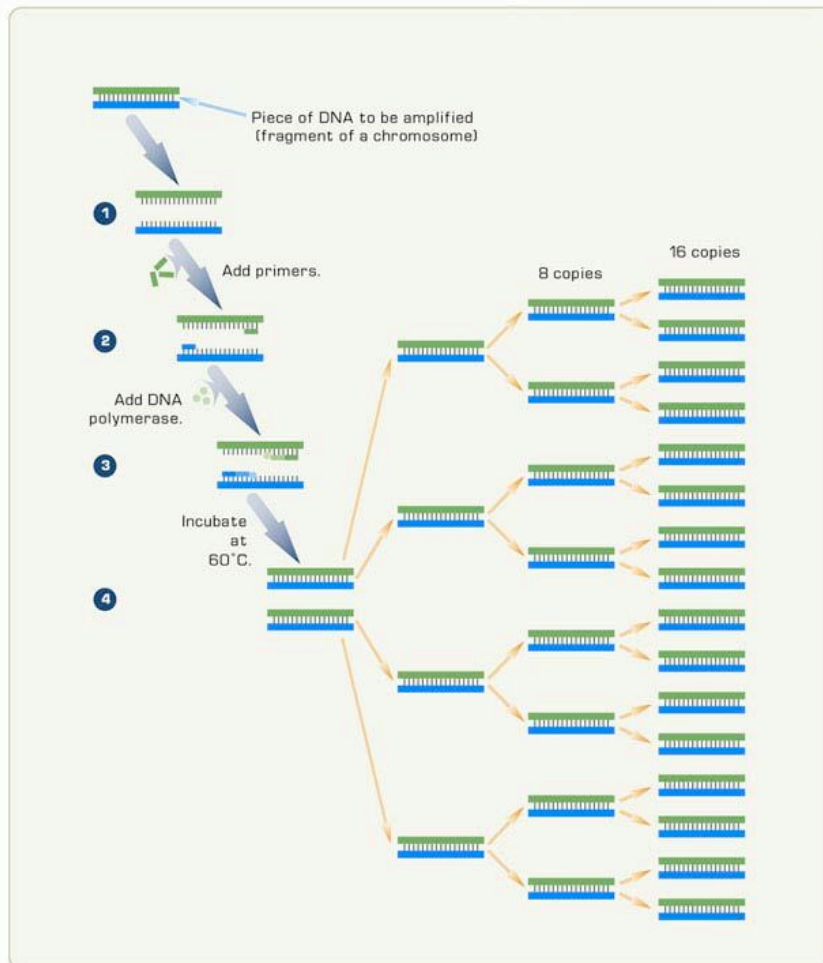 Piece of DNA to be amplified
(fragment of a chromosome)
1
Add primers.
2
Add DNA
polymerase.
3
Incubate
at
60°C.
4
8 copies
16 copies